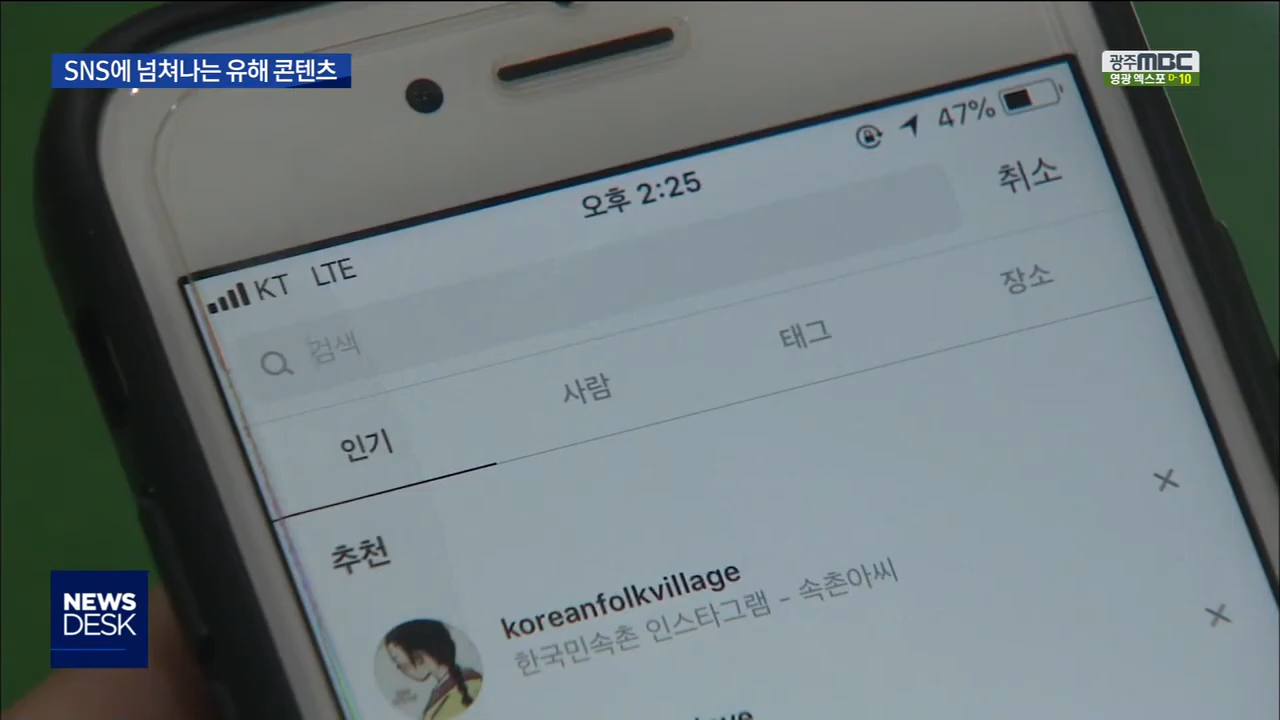 SNS에 넘쳐나는 유해 콘텐츠
광주MBC
영광 엑스포 D-10
47%
오후 2:25
취소
KT LTE
검색
인기
사람
태그
장소
추천
koreanfolkvillage
한국민속촌 인스타그램 - 속촌아씨
NEWS
DESK